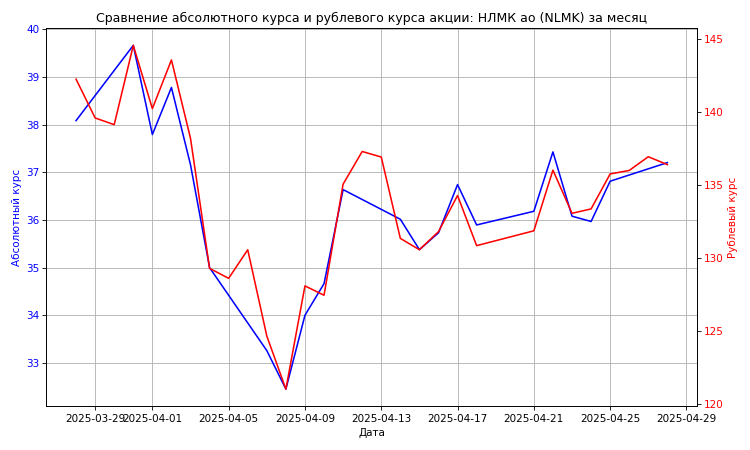 Сравнение абсолютного курса и рублевого курса акции: НЛМК ао (NLMK) за месяц
40
39
38
37
36
35
34
33
Абсолютный курс
145
140
135
130
125
120
Рублевый курс
2025-03-29 2025-04-01 2025-04-05 2025-04-09 2025-04-13 2025-04-17 2025-04-21 2025-04-25 2025-04-29
Дата